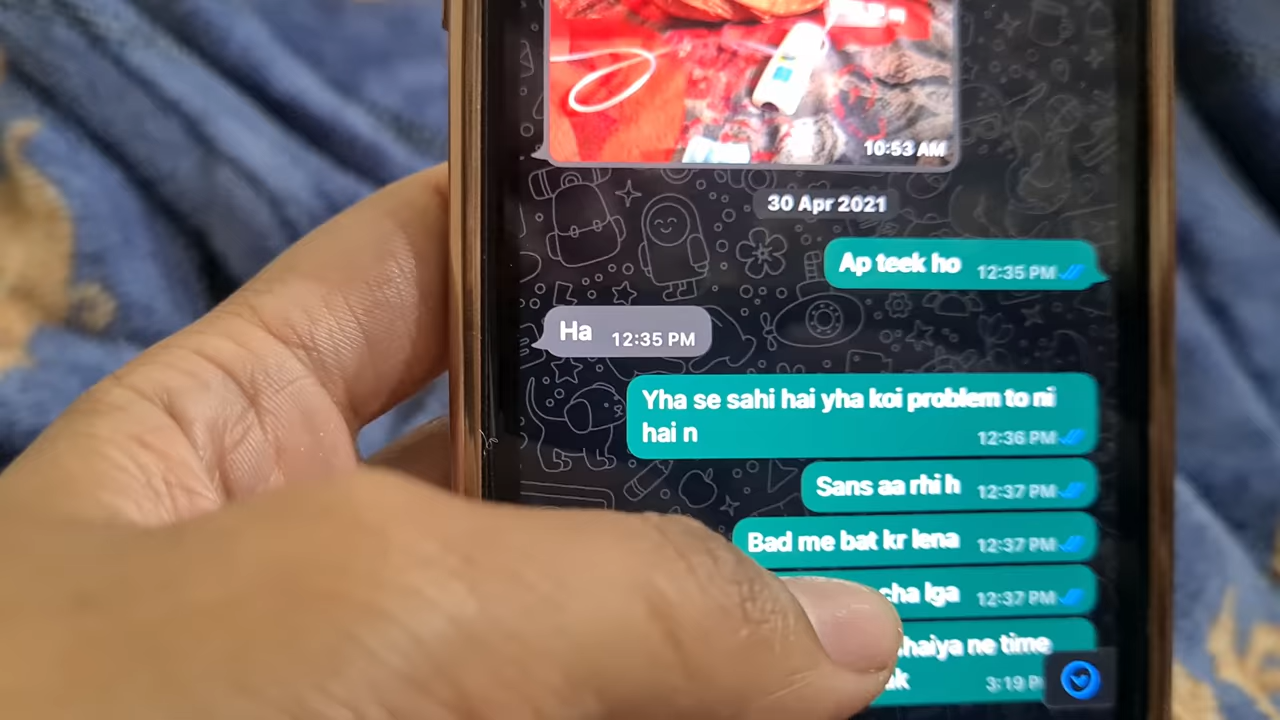 10:53 AM
30 Apr 2021
Ap teek ho 12:35 PM
Ha 12:35 PM
Yha se sahi hai yha koi problem to ni
hai n 12:36 PM
Sans aa rhi h 12:37 PM
Bad me bat kr lena 12:37 PM
lga 12:37 PM
ne time
3:19